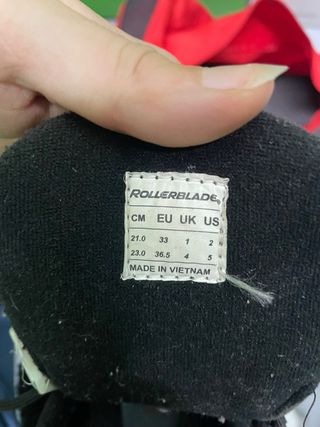 ROLLERBLADE
CM EU UK US
21.0 33 1 2
23.0 36.5 4 5
MADE IN VIETNAM